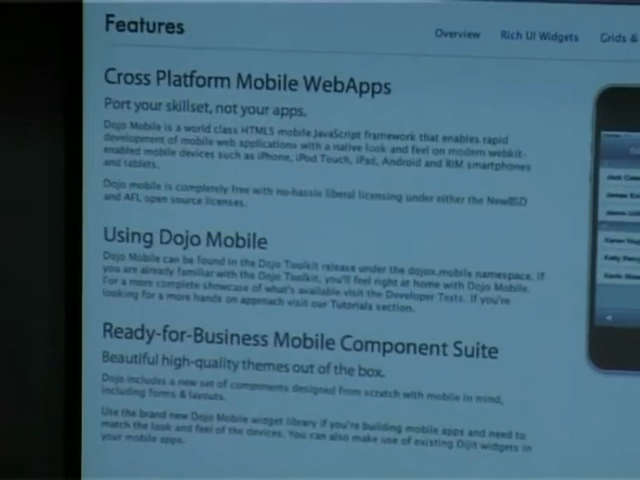 Features
Overview Rich UI Widgets Grids &
Cross Platform Mobile WebApps
Port your skillset, not your apps.
Dojo Mobile is a world class HTML5 mobile JavaScript framework that enables rapid
development of mobile web applications with a native look and feel on modern webkit-
enabled mobile devices such as iPhone, iPod Touch, iPad, Android and RIM smartphones
and tablets.
Dojo mobile is completely free with no-hassle liberal licensing under either the NewBSD
and AFL open source licenses.
Using Dojo Mobile
Dojo Mobile can be found in the Dojo Toolkit release under the dojox.mobile namespace. If
you are already familiar with the Dojo Toolkit, you'll feel right at home with Dojo Mobile.
For a more complete showcase of what's available visit the Developer Tests. If you're
looking for a more hands on approach visit our Tutorials section.
Ready-for-Business Mobile Component Suite
Beautiful high-quality themes out of the box.
Dojo includes a new set of components designed from scratch with mobile in mind,
including forms & layouts.
Use the brand new Dojo Mobile widget library if you're building mobile apps and need to
match the look and feel of the devices. You can also make use of existing Dijit widgets in
your mobile apps.